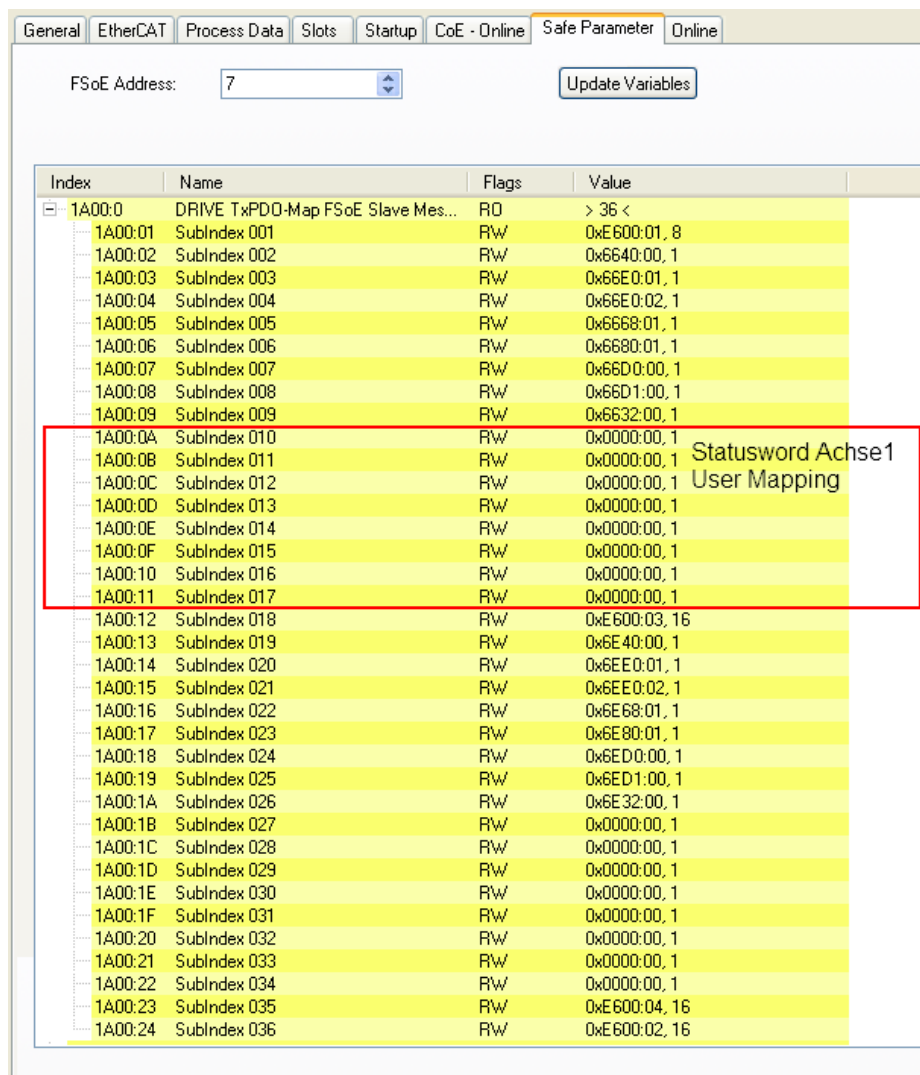 General EtherCAT Process Data Slots Startup CoE - Online Safe Parameter Online
FSoE Address: 7 Update Variables
Index Name Flags Value
1A00:0 DRIVE TxPDO-Map FSoE Slave Mes... RO > 36 <
1A00:01 SubIndex 001 RW 0xE600:01, 8
1A00:02 SubIndex 002 RW 0x6640:00, 1
1A00:03 SubIndex 003 RW 0x66E0:01, 1
1A00:04 SubIndex 004 RW 0x66E0:02, 1
1A00:05 SubIndex 005 RW 0x6668:01, 1
1A00:06 SubIndex 006 RW 0x6680:01, 1
1A00:07 SubIndex 007 RW 0x66D0:00, 1
1A00:08 SubIndex 008 RW 0x66D1:00, 1
1A00:09 SubIndex 009 RW 0x6632:00, 1
1A00:0A SubIndex 010 RW 0x0000:00, 1
1A00:0B SubIndex 011 RW 0x0000:00, 1 Statusword Achse1
1A00:0C SubIndex 012 RW 0x0000:00, 1 User Mapping
1A00:0D SubIndex 013 RW 0x0000:00, 1
1A00:0E SubIndex 014 RW 0x0000:00, 1
1A00:0F SubIndex 015 RW 0x0000:00, 1
1A00:10 SubIndex 016 RW 0x0000:00, 1
1A00:11 SubIndex 017 RW 0x0000:00, 1
1A00:12 SubIndex 018 RW 0xE600:03, 16
1A00:13 SubIndex 019 RW 0x6E40:00, 1
1A00:14 SubIndex 020 RW 0x6EE0:01, 1
1A00:15 SubIndex 021 RW 0x6EE0:02, 1
1A00:16 SubIndex 022 RW 0x6E68:01, 1
1A00:17 SubIndex 023 RW 0x6E80:01, 1
1A00:18 SubIndex 024 RW 0x6ED0:00, 1
1A00:19 SubIndex 025 RW 0x6ED1:00, 1
1A00:1A SubIndex 026 RW 0x6E32:00, 1
1A00:1B SubIndex 027 RW 0x0000:00, 1
1A00:1C SubIndex 028 RW 0x0000:00, 1
1A00:1D SubIndex 029 RW 0x0000:00, 1
1A00:1E SubIndex 030 RW 0x0000:00, 1
1A00:1F SubIndex 031 RW 0x0000:00, 1
1A00:20 SubIndex 032 RW 0x0000:00, 1
1A00:21 SubIndex 033 RW 0x0000:00, 1
1A00:22 SubIndex 034 RW 0x0000:00, 1
1A00:23 SubIndex 035 RW 0xE600:04, 16
1A00:24 SubIndex 036 RW 0xE600:02, 16